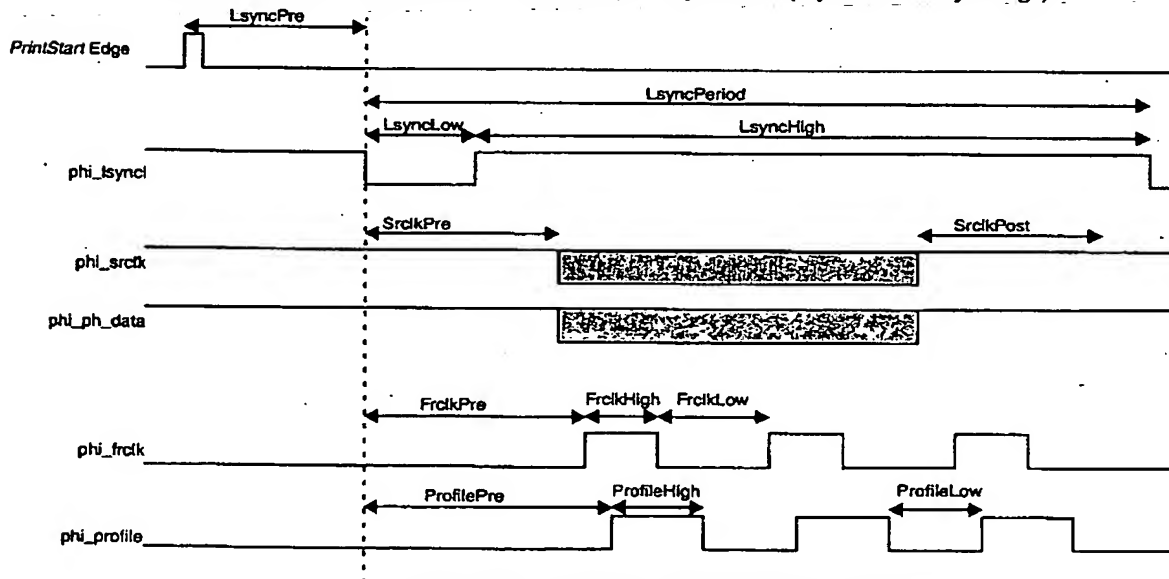 LsyncPre
PrintStart Edge
LsyncPeriod
LsyncLow
LsyncHigh
phi_lsyncl
SrclkPre
SrclkPost
phi_srclk
phi_ph_data
FrclkPre
FrclkHigh
FrclkLow
phi_frclk
ProfilePre
ProfileHigh
ProfileLow
phi_profile